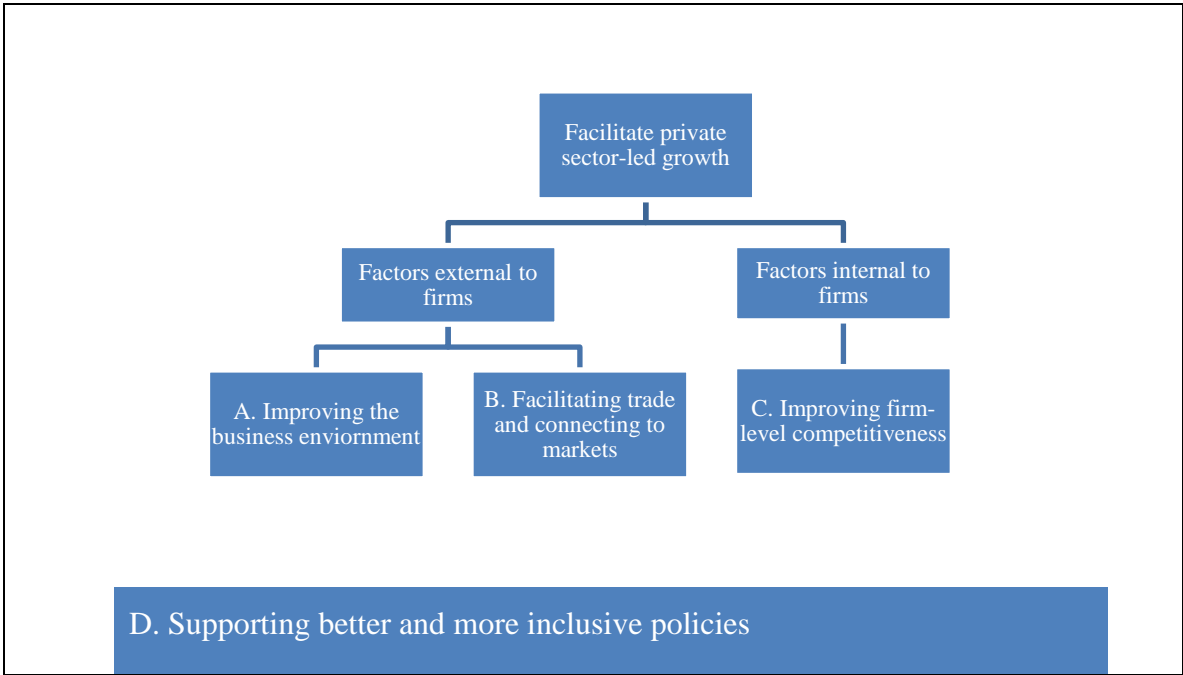 Facilitate private
sector-led growth
Factors external to
firms
Factors internal to
firms
A. Improving the
business enviornment
B. Facilitating trade
and connecting to
markets
C. Improving firm-
level competitiveness
D. Supporting better and more inclusive policies